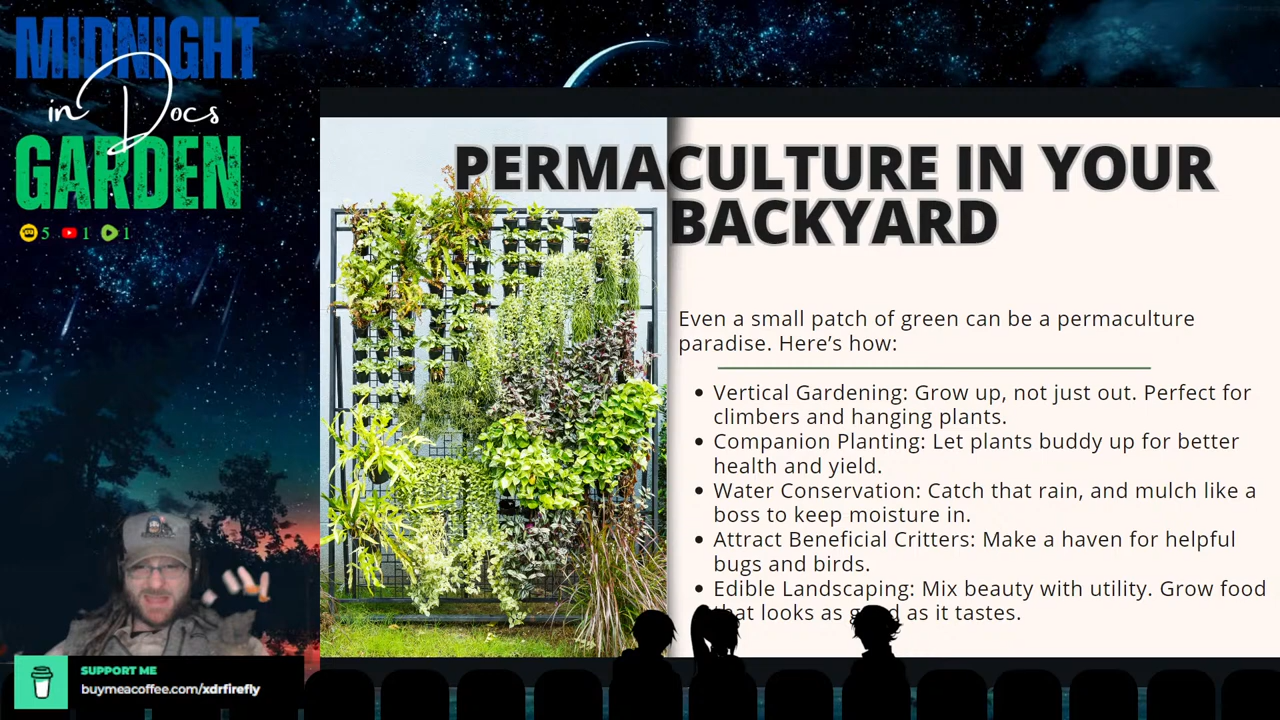 MIDNIGHT
in Docs
GARDEN
5 1 1
PERMACULTURE IN YOUR
BACKYARD
Even a small patch of green can be a permaculture
paradise. Here’s how:
• Vertical Gardening: Grow up, not just out. Perfect for
climbers and hanging plants.
• Companion Planting: Let plants buddy up for better
health and yield.
• Water Conservation: Catch that rain, and mulch like a
boss to keep moisture in.
• Attract Beneficial Critters: Make a haven for helpful
bugs and birds.
• Edible Landscaping: Mix beauty with utility. Grow food
that looks as good as it tastes.
SUPPORT ME
buymeacoffee.com/xdrfirefly